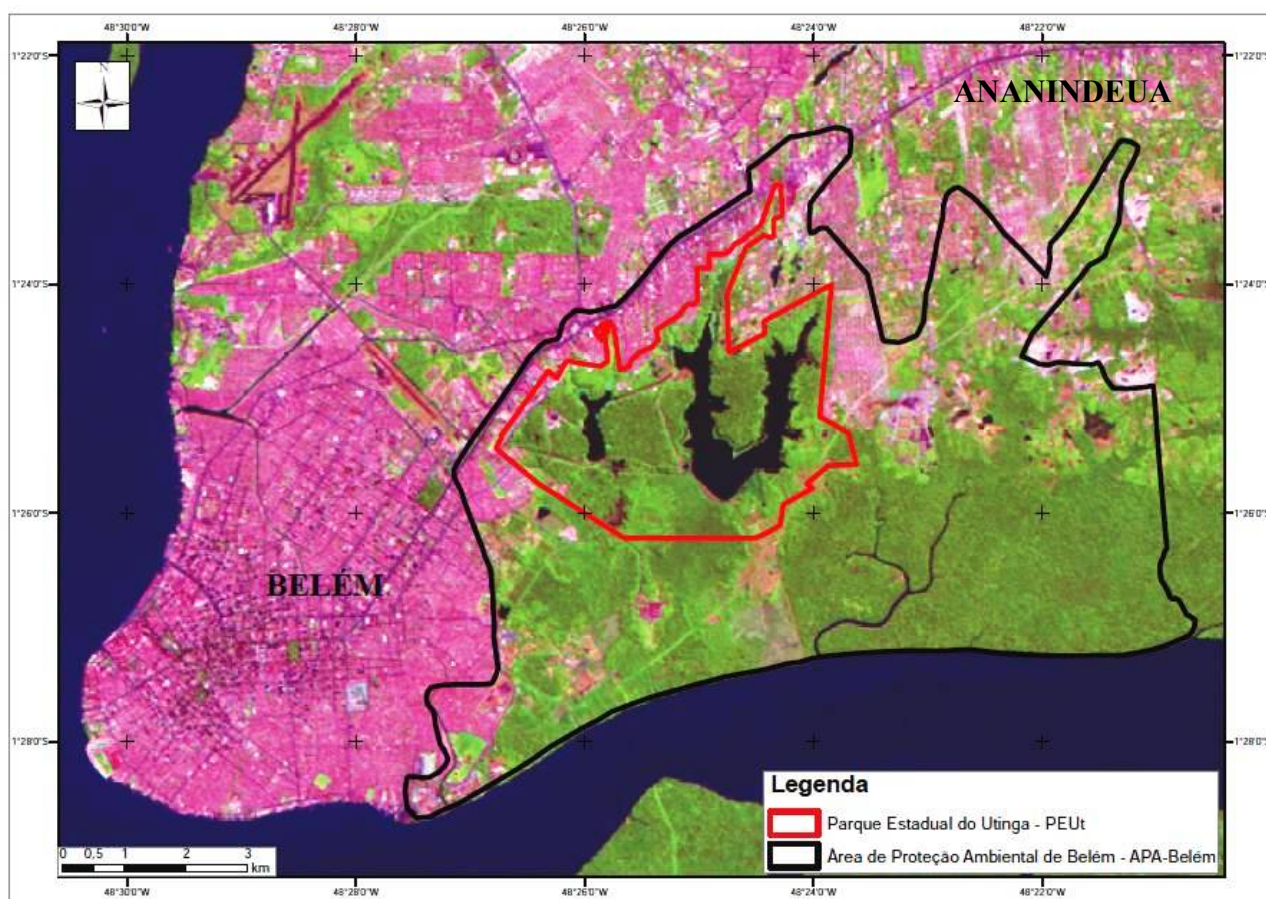 48°30'0"W 48°28'0"W 48°26'0"W 48°24'0"W 48°22'0"W
1°22'0"S 1°22'0"S
N
ANANINDEUA
1°24'0"S 1°24'0"S
1°26'0"S 1°26'0"S
BELÉM
1°28'0"S 1°28'0"S
Legenda
Parque Estadual do Utinga - PEUt
Área de Proteção Ambiental de Belém - APA-Belém
0 0,5 1 2 3
km
48°30'0"W 48°28'0"W 48°26'0"W 48°24'0"W 48°22'0"W